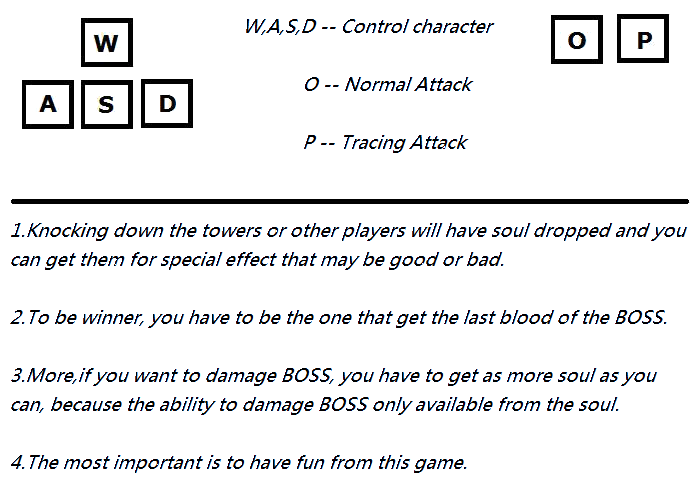 W
W,A,S,D -- Control character
O P
A S D
O -- Normal Attack
P -- Tracing Attack
1.Knocking down the towers or other players will have soul dropped and you
can get them for special effect that may be good or bad.
2.To be winner, you have to be the one that get the last blood of the BOSS.
3.More,if you want to damage BOSS, you have to get as more soul as you
can, because the ability to damage BOSS only available from the soul.
4.The most important is to have fun from this game.